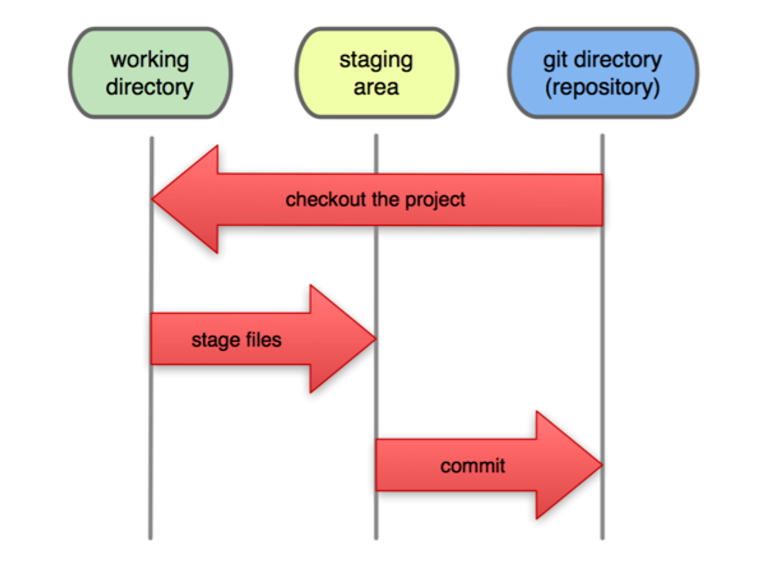 working
directory
staging
area
git directory
(repository)
checkout the project
stage files
commit